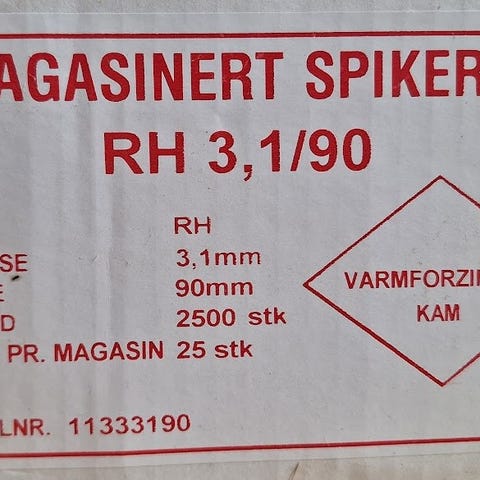 AGASINERT SPIKER
RH 3,1/90
RH
SE 3,1mm
E 90mm
D 2500 stk
PR. MAGASIN 25 stk
LNR. 11333190
VARMFORZI
KAM